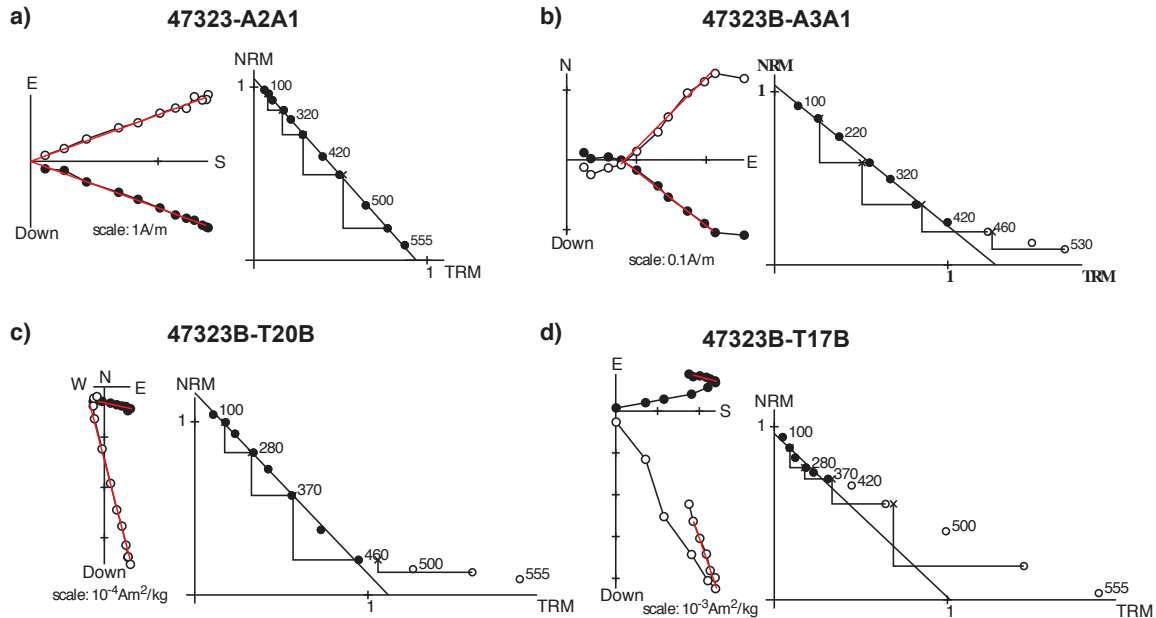 a)
47323-A2A1
E
S
Down
scale: 1A/m
NRM
1
100
320
420
500
555
1
TRM
b)
47323B-A3A1
N
E
Down
scale: 0.1A/m
NRM
1
100
220
320
420
460
530
1
TRM
c)
47323B-T20B
W N E
Down
scale: 10⁻⁴Am²/kg
NRM
1
100
280
370
460
500
555
1
TRM
d)
47323B-T17B
E
S
Down
scale: 10⁻³Am²/kg
NRM
1
100
280
370
420
500
555
1
TRM